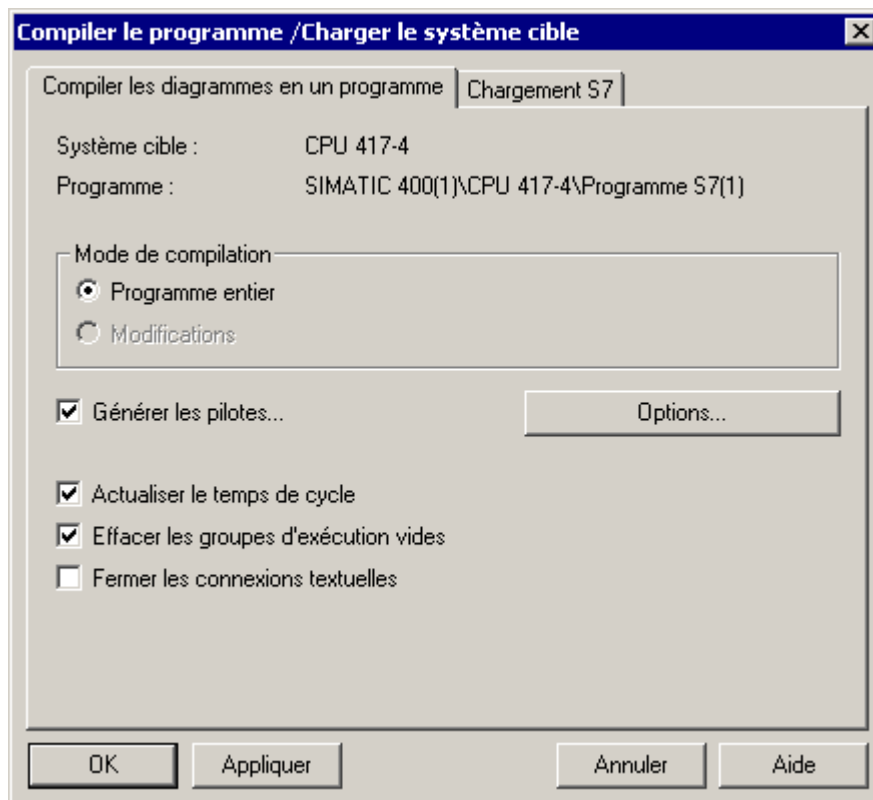 Compiler le programme /Charger le système cible
Compiler les diagrammes en un programme
Chargement S7
Système cible :
CPU 417-4
Programme :
SIMATIC 400(1)\CPU 417-4\Programme S7(1)
Mode de compilation
Programme entier
Modifications
Générer les pilotes...
Options...
Actualiser le temps de cycle
Effacer les groupes d'exécution vides
Fermer les connexions textuelles
OK
Appliquer
Annuler
Aide